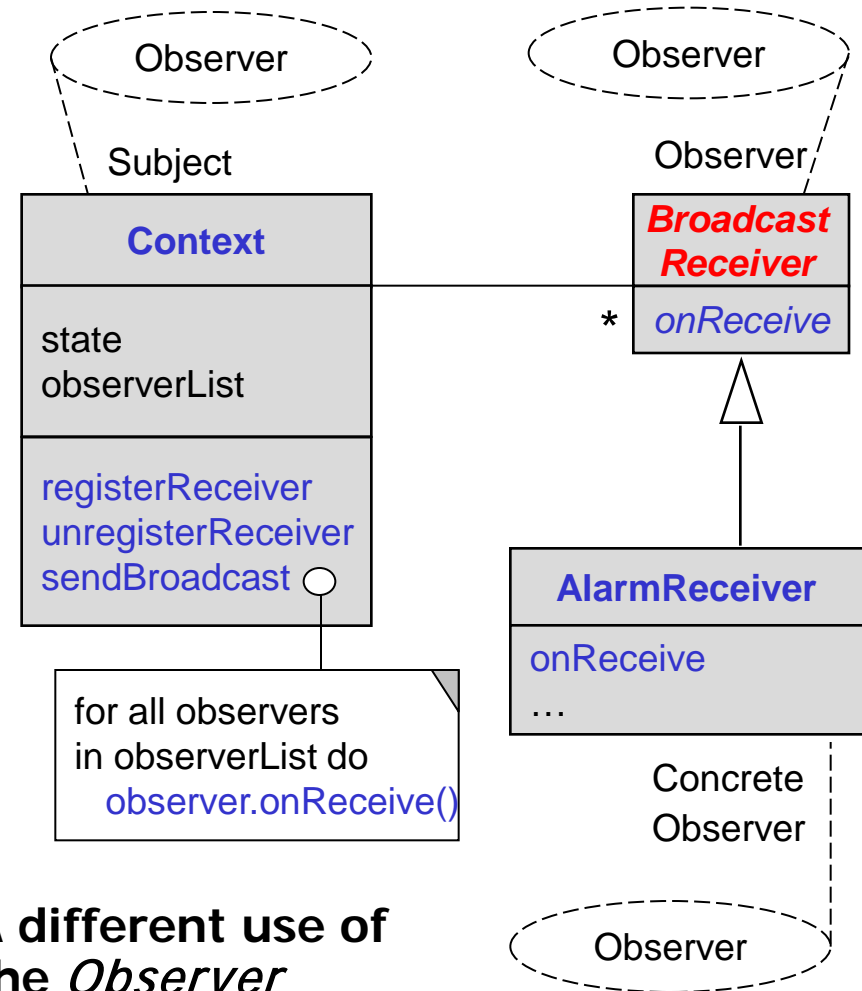 Observer
Observer
Subject
Observer
Context
Broadcast
Receiver
state
observerList
*
onReceive
registerReceiver
unregisterReceiver
sendBroadcast
AlarmReceiver
onReceive
…
for all observers
in observerList do
observer.onReceive()
Concrete
Observer
different use of
Observer
Observer